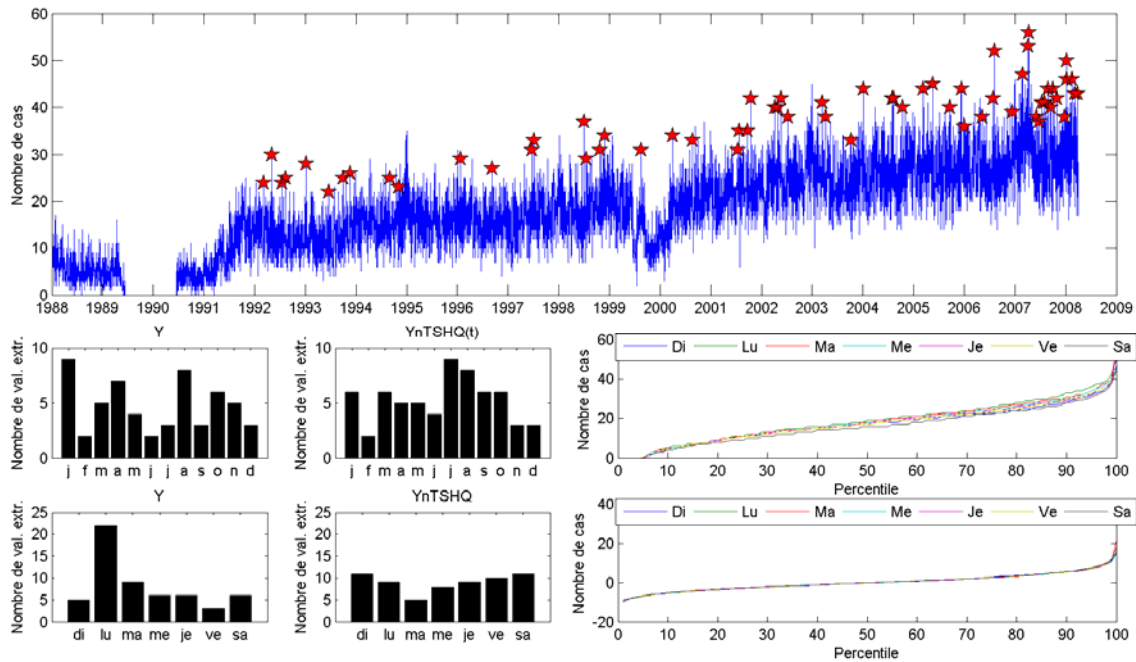 60
50
40
30
20
10
0
Nombre de cas
1988 1989 1990 1991 1992 1993 1994 1995 1996 1997 1998 1999 2000 2001 2002 2003 2004 2005 2006 2007 2008 2009
Y
10
5
0
Nombre de val. extr.
j f m a m j j a s o n d
YnTSHQ(t)
10
5
0
Nombre de val. extr.
j f m a m j j a s o n d
Di Lu Ma Me Je Ve Sa
60
40
20
0
Nombre de cas
0 10 20 30 40 50 60 70 80 90 100
Percentile
Y
25
20
15
10
5
0
Nombre de val. extr.
di lu ma me je ve sa
YnTSHQ
25
20
15
10
5
0
Nombre de val. extr.
di lu ma me je ve sa
Di Lu Ma Me Je Ve Sa
40
20
0
-20
Nombre de cas
10 20 30 40 50 60 70 80 90 100
Percentile